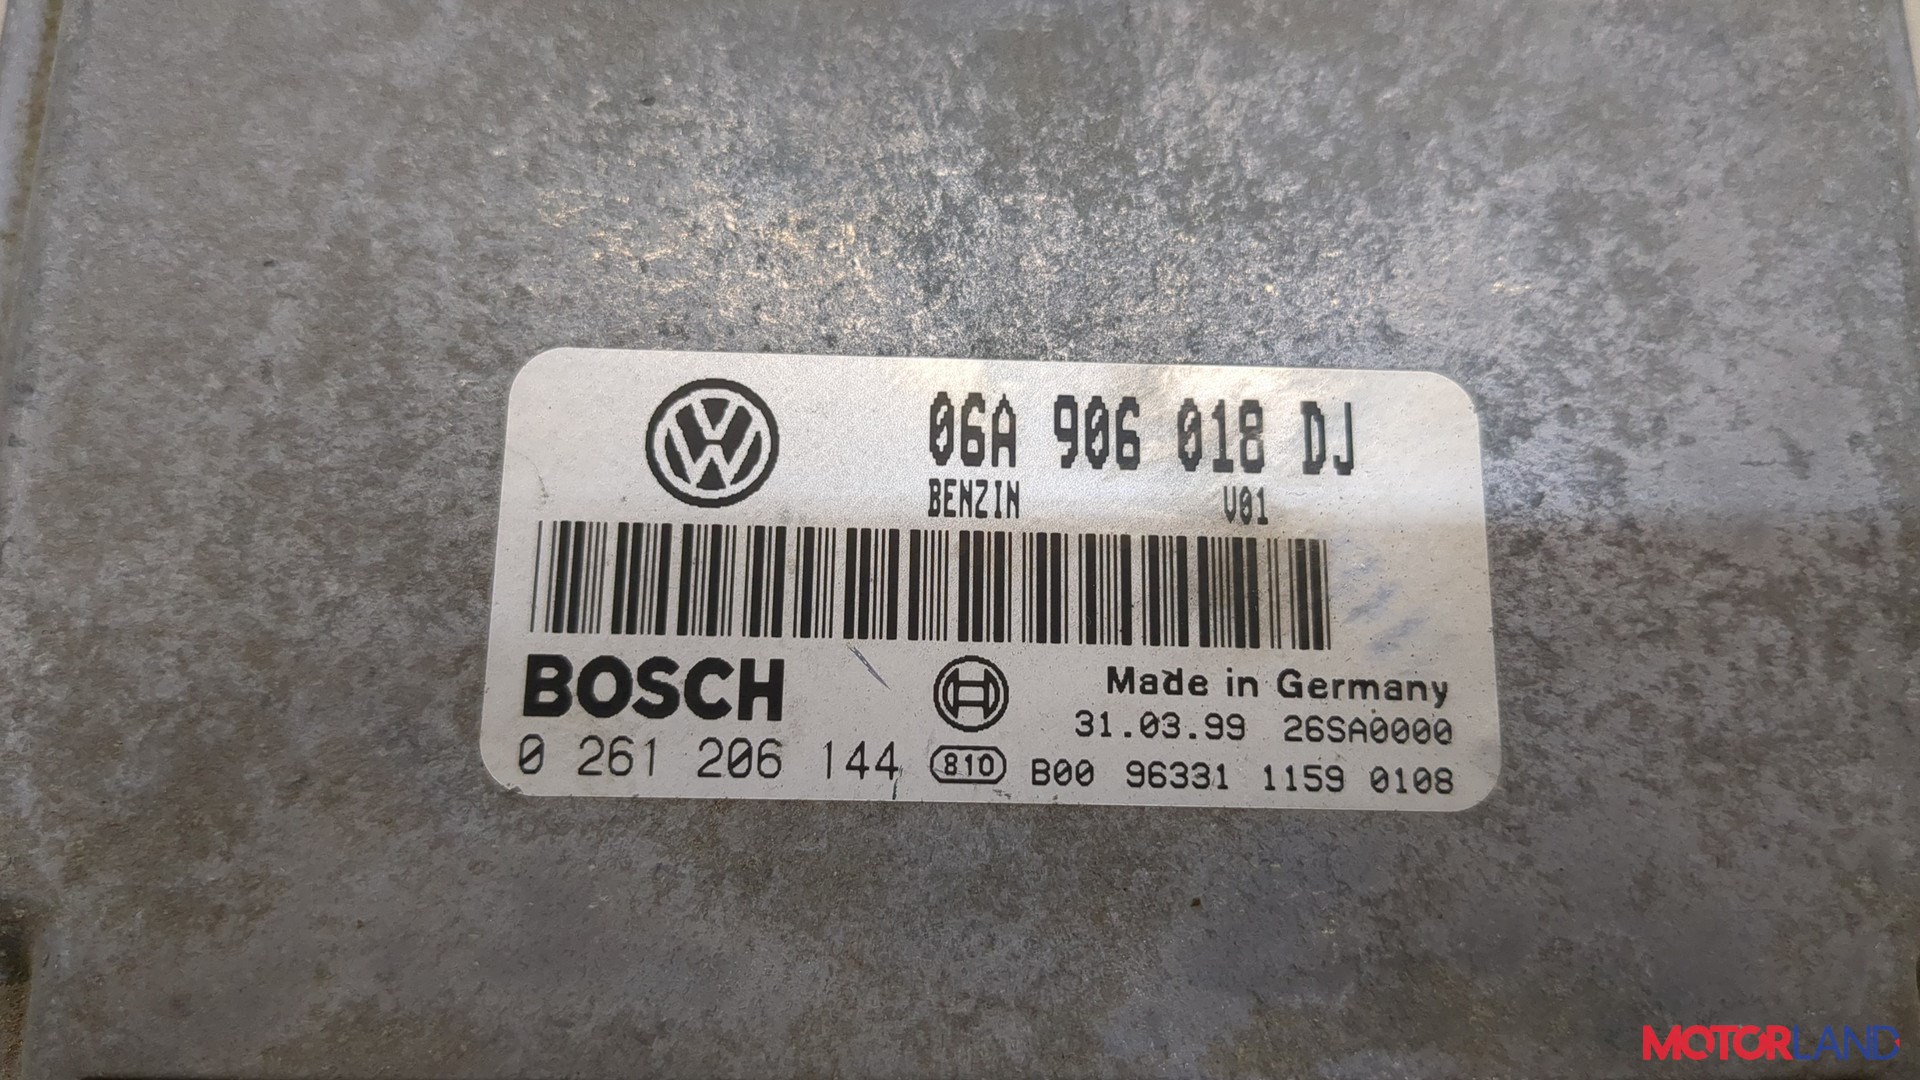 06A 906 018 DJ
BENZIN V01
BOSCH
Made in Germany
31.03.99 26SA0000
0 261 206 144 810 B00 96331 1159 0108
MOTORLAND